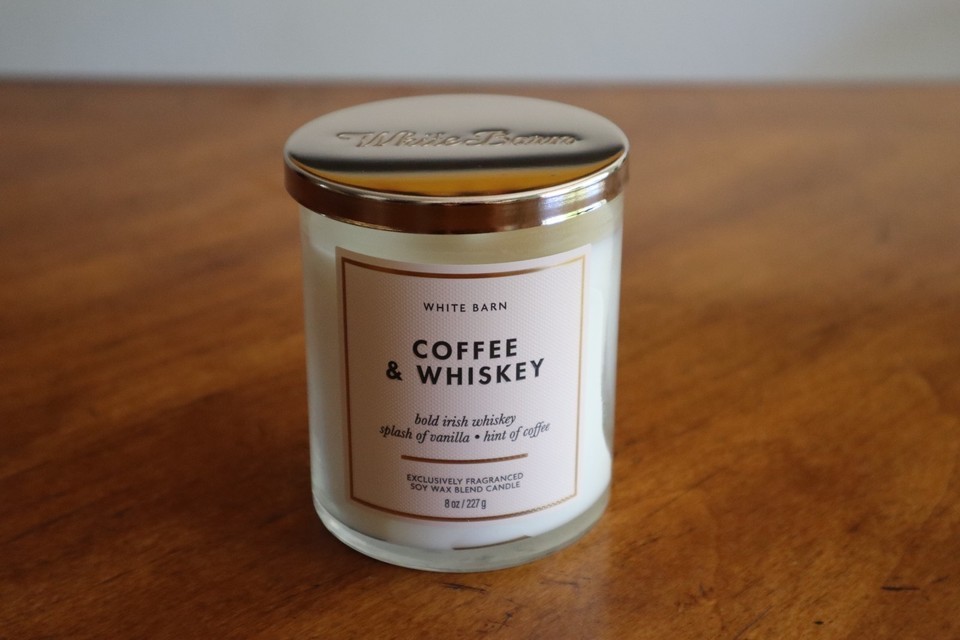 White Barn
WHITE BARN
COFFEE
& WHISKEY
bold irish whiskey
splash of vanilla • hint of coffee
EXCLUSIVELY FRAGRANCED
SOY WAX BLEND CANDLE
8 oz / 227 g